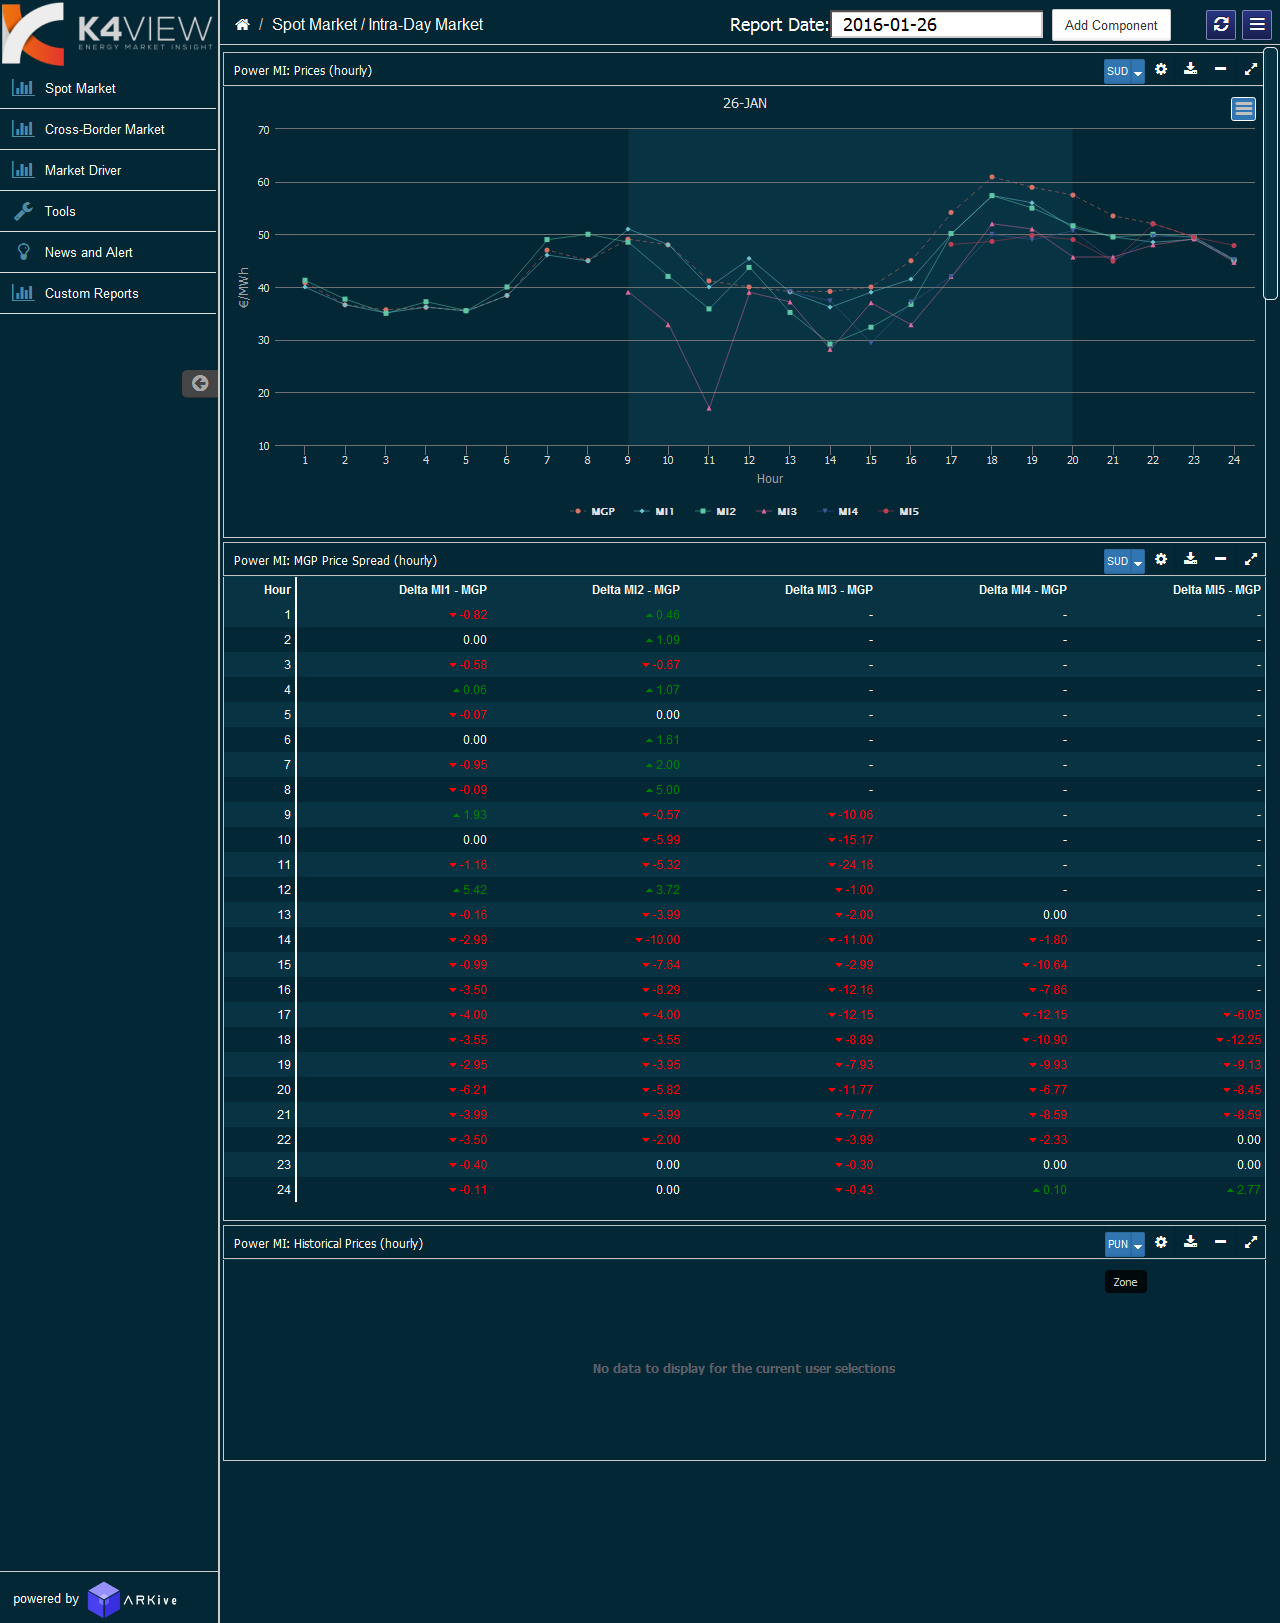 K4VIEW
ENERGY MARKET INSIGHT
Spot Market
Cross-Border Market
Market Driver
Tools
News and Alert
Custom Reports
powered by ARKive
/ Spot Market / Intra-Day Market
Report Date: 2016-01-26
Add Component
Power MI: Prices (hourly)
SUD
26-JAN
70
60
50
40
30
20
10
€/MWh
1 2 3 4 5 6 7 8 9 10 11 12 13 14 15 16 17 18 19 20 21 22 23 24
Hour
MGP MI1 MI2 MI3 MI4 MI5
Power MI: MGP Price Spread (hourly)
SUD
Hour Delta MI1 - MGP Delta MI2 - MGP Delta MI3 - MGP Delta MI4 - MGP Delta MI5 - MGP
1 -0.82 0.46 - - -
2 0.00 1.09 - - -
3 -0.58 -0.67 - - -
4 0.06 1.07 - - -
5 -0.07 0.00 - - -
6 0.00 1.61 - - -
7 -0.95 2.00 - - -
8 -0.09 5.00 - - -
9 1.93 -0.57 -10.06 - -
10 0.00 -5.99 -15.17 - -
11 -1.16 -5.32 -24.16 - -
12 5.42 3.72 -1.00 - -
13 -0.16 -3.99 -2.00 0.00 -
14 -2.99 -10.00 -11.00 -1.80 -
15 -0.99 -7.64 -2.99 -10.64 -
16 -3.50 -8.29 -12.16 -7.86 -
17 -4.00 -4.00 -12.15 -12.15 -6.05
18 -3.55 -3.55 -8.89 -10.90 -12.25
19 -2.95 -3.95 -7.93 -9.93 -9.13
20 -6.21 -5.82 -11.77 -6.77 -8.45
21 -3.99 -3.99 -7.77 -8.59 -8.59
22 -3.50 -2.00 -3.99 -2.33 0.00
23 -0.40 0.00 -0.30 0.00 0.00
24 -0.11 0.00 -0.43 0.10 2.77
Power MI: Historical Prices (hourly)
PUN
Zone
No data to display for the current user selections